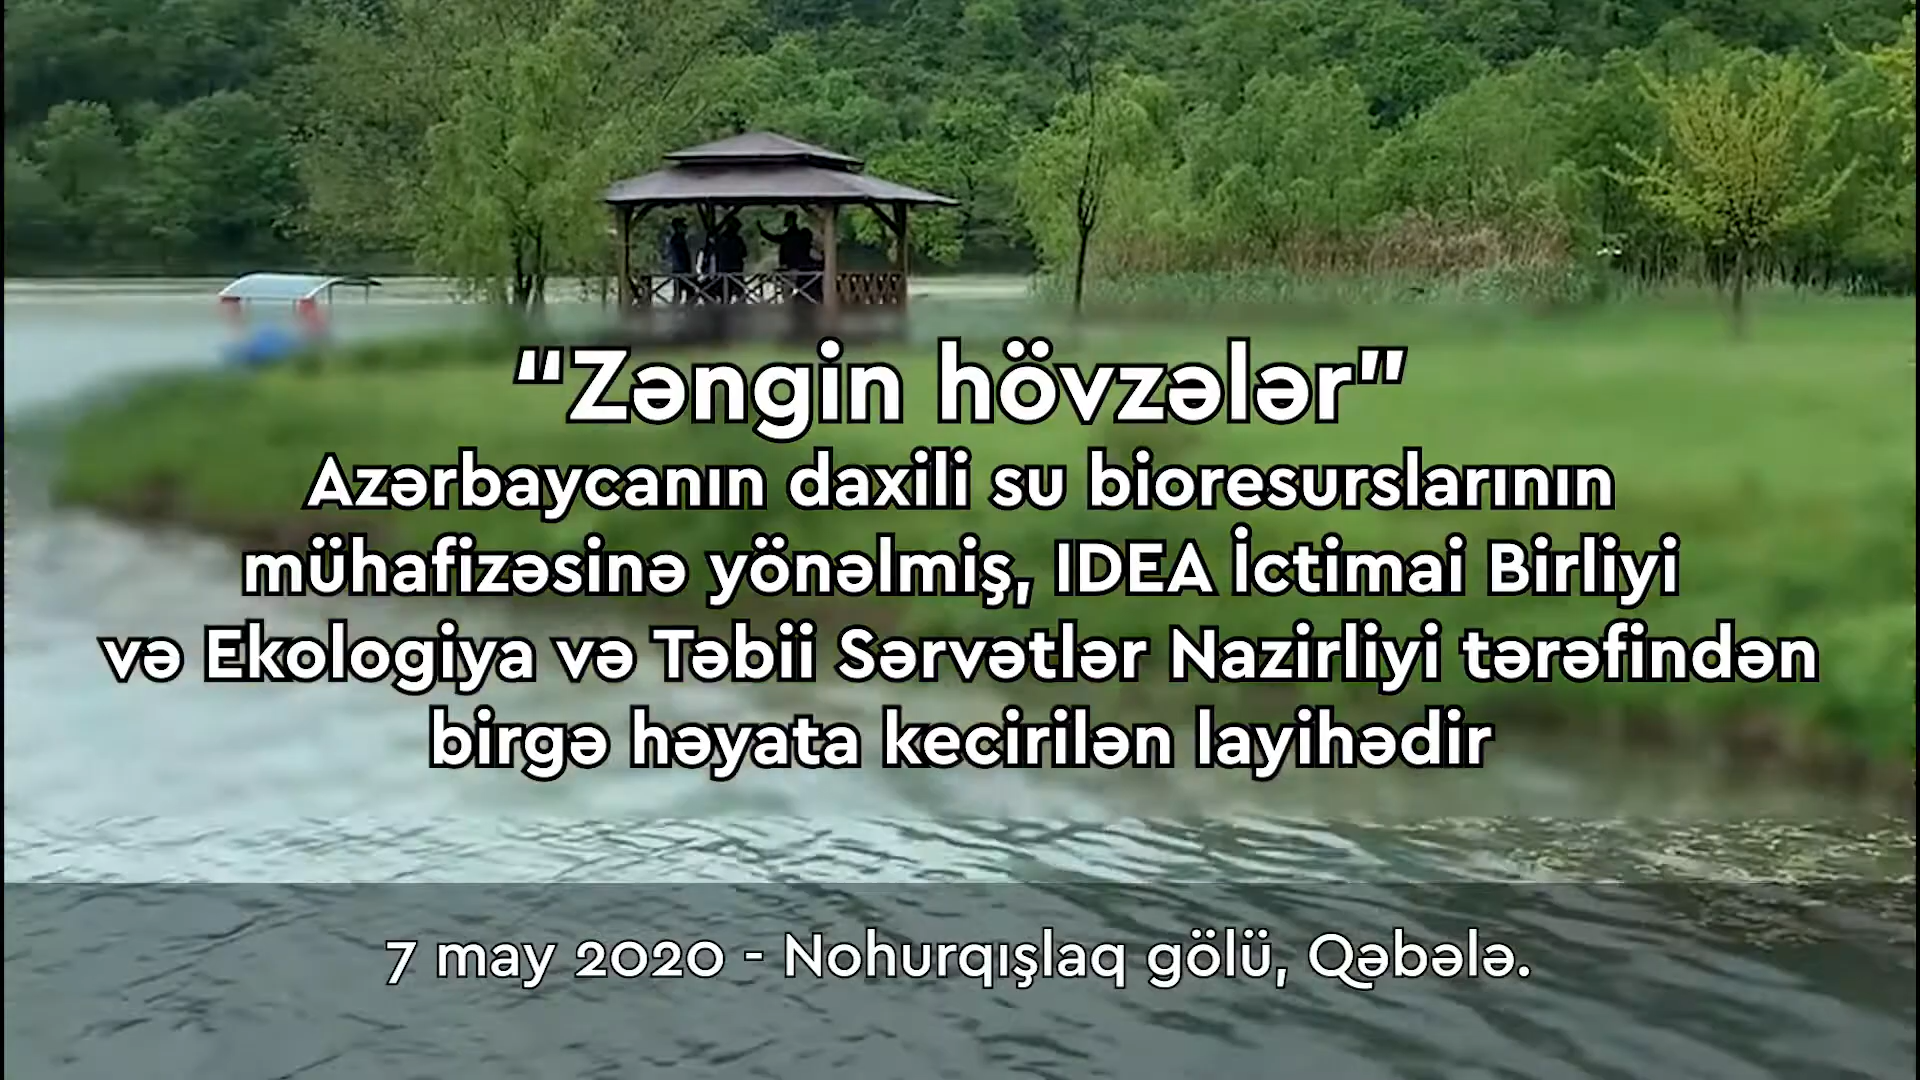 “Zəngin hövzələr”
Azərbaycanın daxili su bioresurslarının
mühafizəsinə yönəlmiş, IDEA İctimai Birliyi
və Ekologiya və Təbii Sərvətlər Nazirliyi tərəfindən
birgə həyata kecirilən layihədir
7 may 2020 - Nohurqışlaq gölü, Qəbələ.